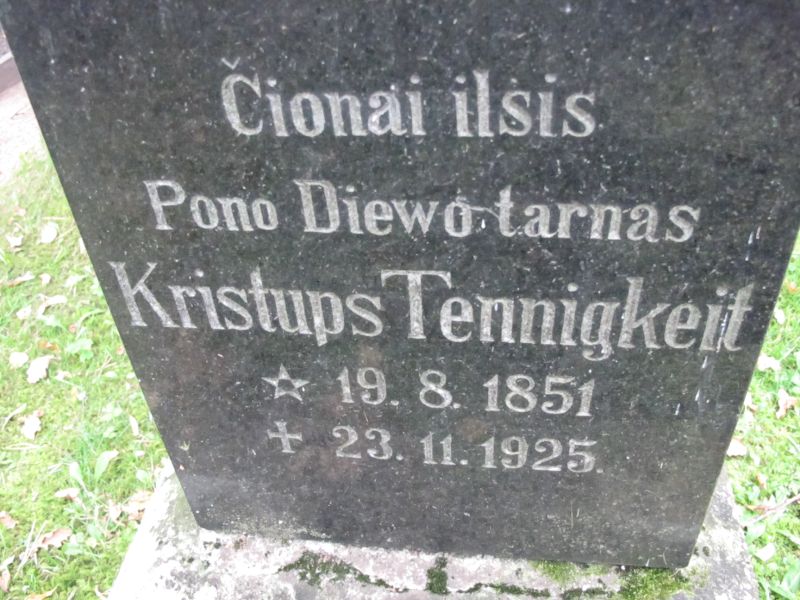 Čionai ilsis
Pono Diewo tarnas
Kristups Tennigkeit
☆ 19. 8. 1851
✝ 23. 11. 1925.